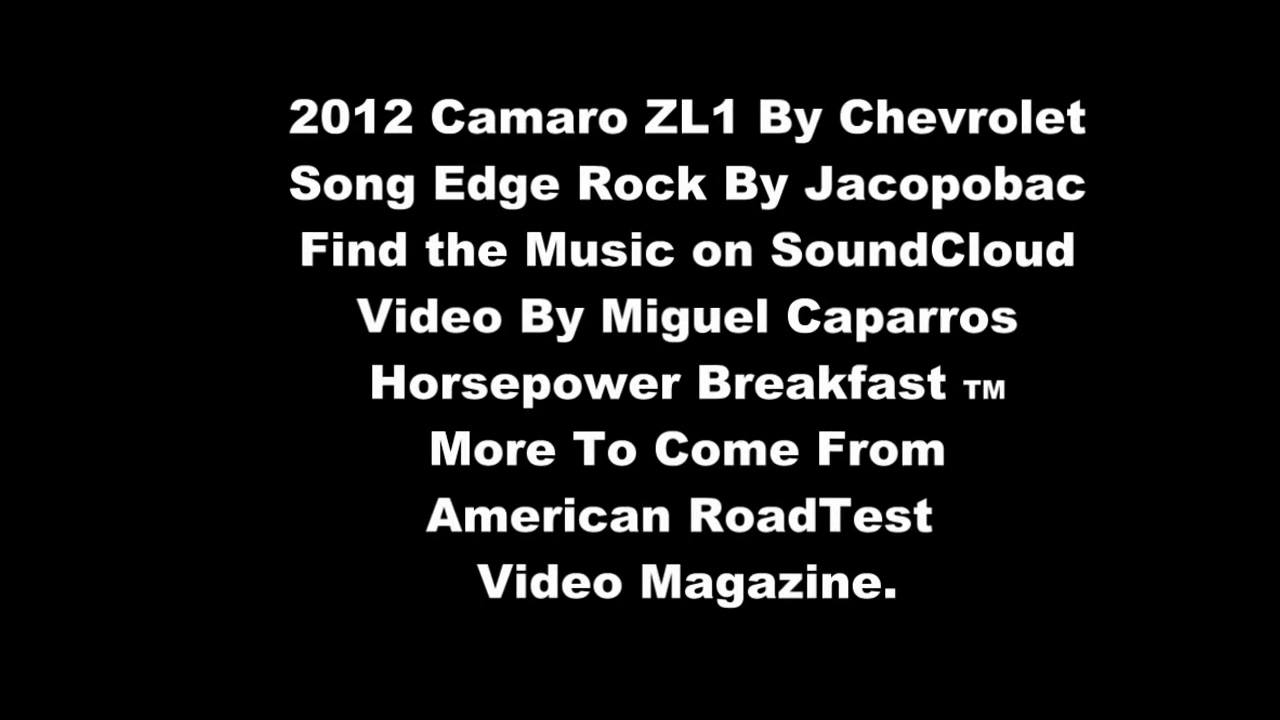 2012 Camaro ZL1 By Chevrolet
Song Edge Rock By Jacopobac
Find the Music on SoundCloud
Video By Miguel Caparros
Horsepower Breakfast ™
More To Come From
American RoadTest
Video Magazine.